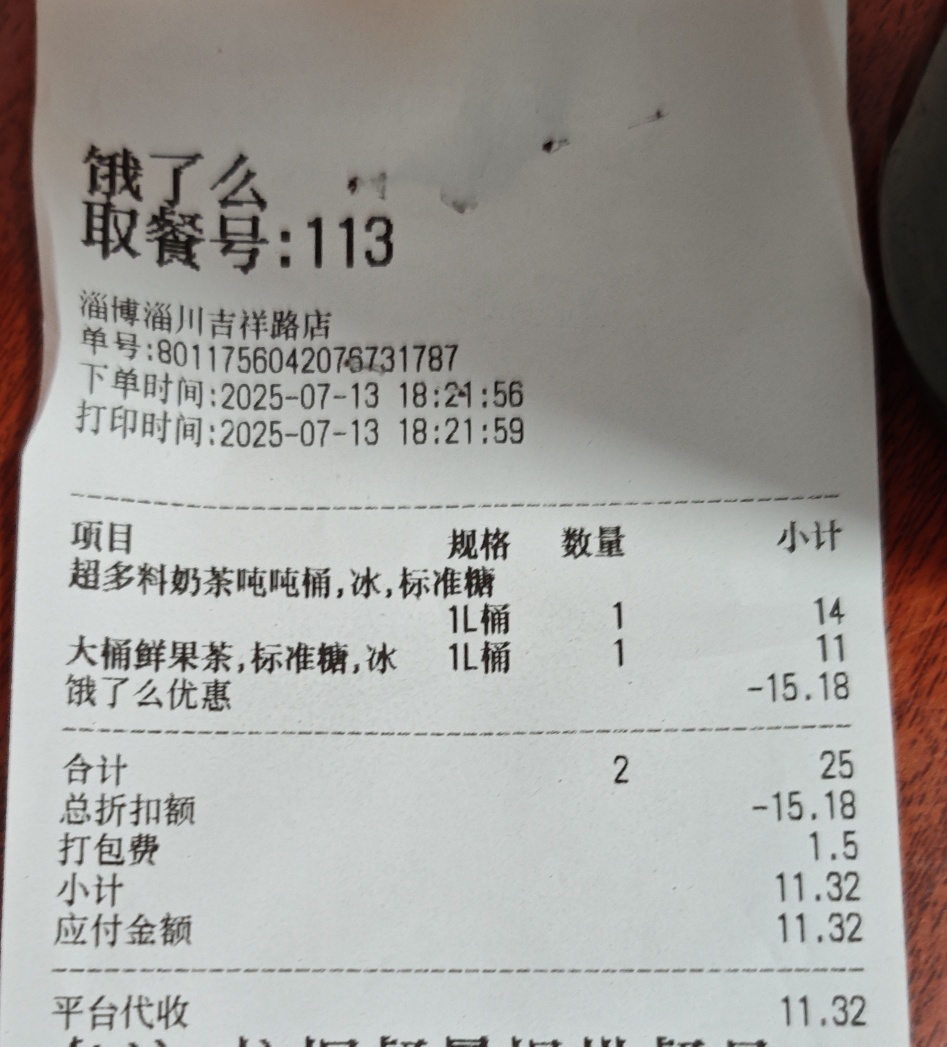 饿了么
取餐号:113
淄博淄川吉祥路店
单号:8011756042076731787
下单时间:2025-07-13 18:21:56
打印时间:2025-07-13 18:21:59
项目 规格 数量 小计
超多料奶茶吨吨桶,冰,标准糖
1L桶 1 14
大桶鲜果茶,标准糖,冰 1L桶 1 11
饿了么优惠 -15.18
合计 2 25
总折扣额 -15.18
打包费 1.5
小计 11.32
应付金额 11.32
平台代收 11.32